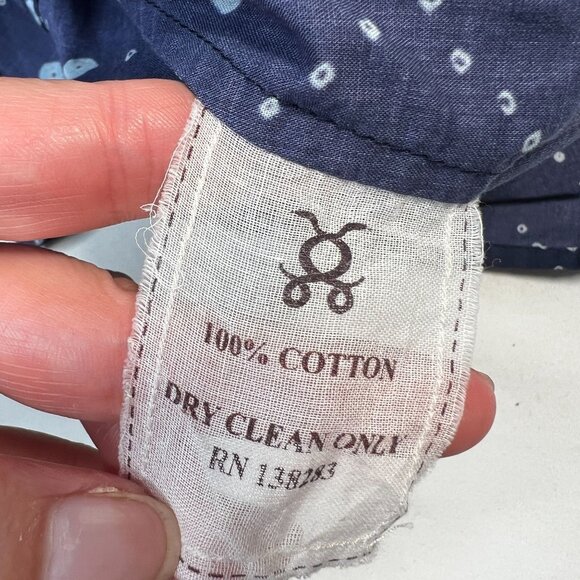 100% COTTON
DRY CLEAN ONLY
RN 138283